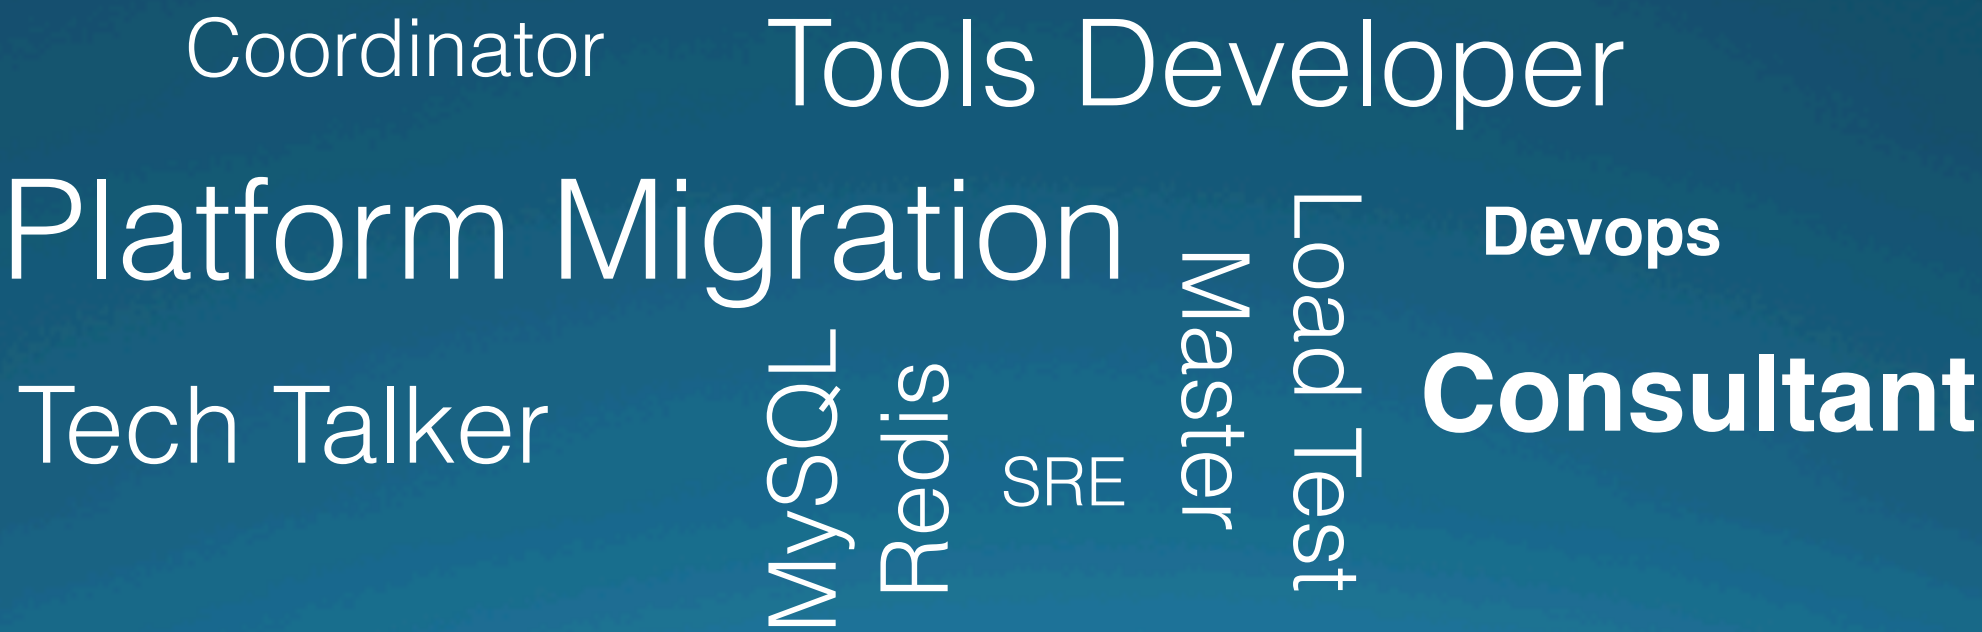 Coordinator
Tools Developer
Platform Migration
Devops
Load Test
Master
Consultant
Tech Talker
MySQL
Redis
SRE